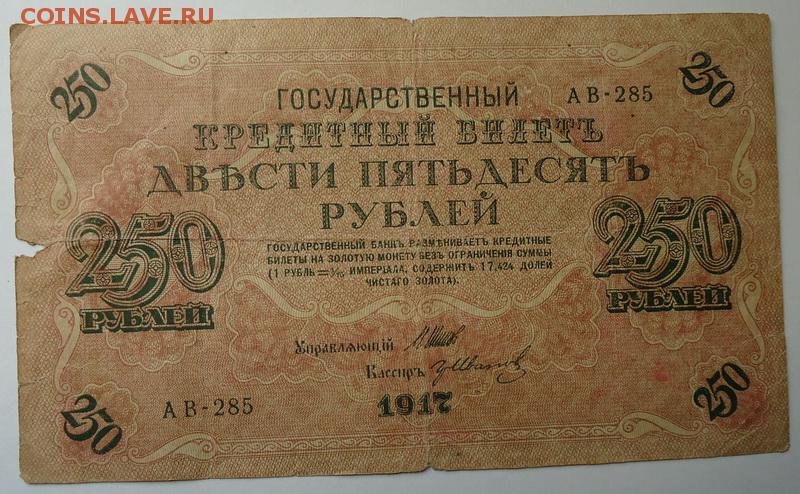 COINS.LAVE.RU
250
250
ГОСУДАРСТВЕННЫЙ
АВ-285
КРЕДИТНЫЙ БИЛЕТЪ
ДВѢСТИ ПЯТЬДЕСЯТЪ
РУБЛЕЙ
250
РУБЛЕЙ
250
РУБЛЕЙ
ГОСУДАРСТВЕННЫЙ БАНКЪ РАЗМѢНИВАЕТЪ КРЕДИТНЫЕ
БИЛЕТЫ НА ЗОЛОТУЮ МОНЕТУ БЕЗЪ ОГРАНИЧЕНІЯ СУММЫ
(1 РУБЛЬ = 1/15 ИМПЕРІАЛА, СОДЕРЖИТЪ 17,424 ДОЛЕЙ
ЧИСТАГО ЗОЛОТА).
Управляющій И.Шипов
Кассиръ
АВ-285
1917
250
250